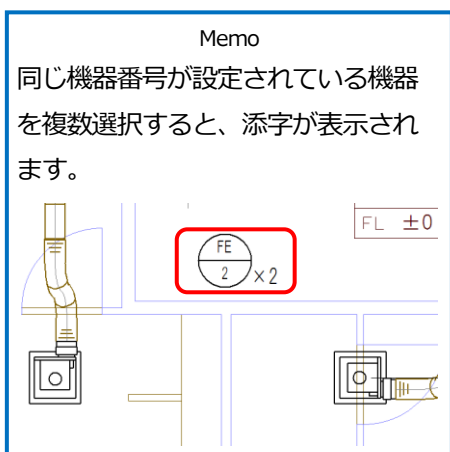 Memo
同じ機器番号が設定されている機器
を複数選択すると、添字が表示され
ます。
FL ±0
FE
2 ×2